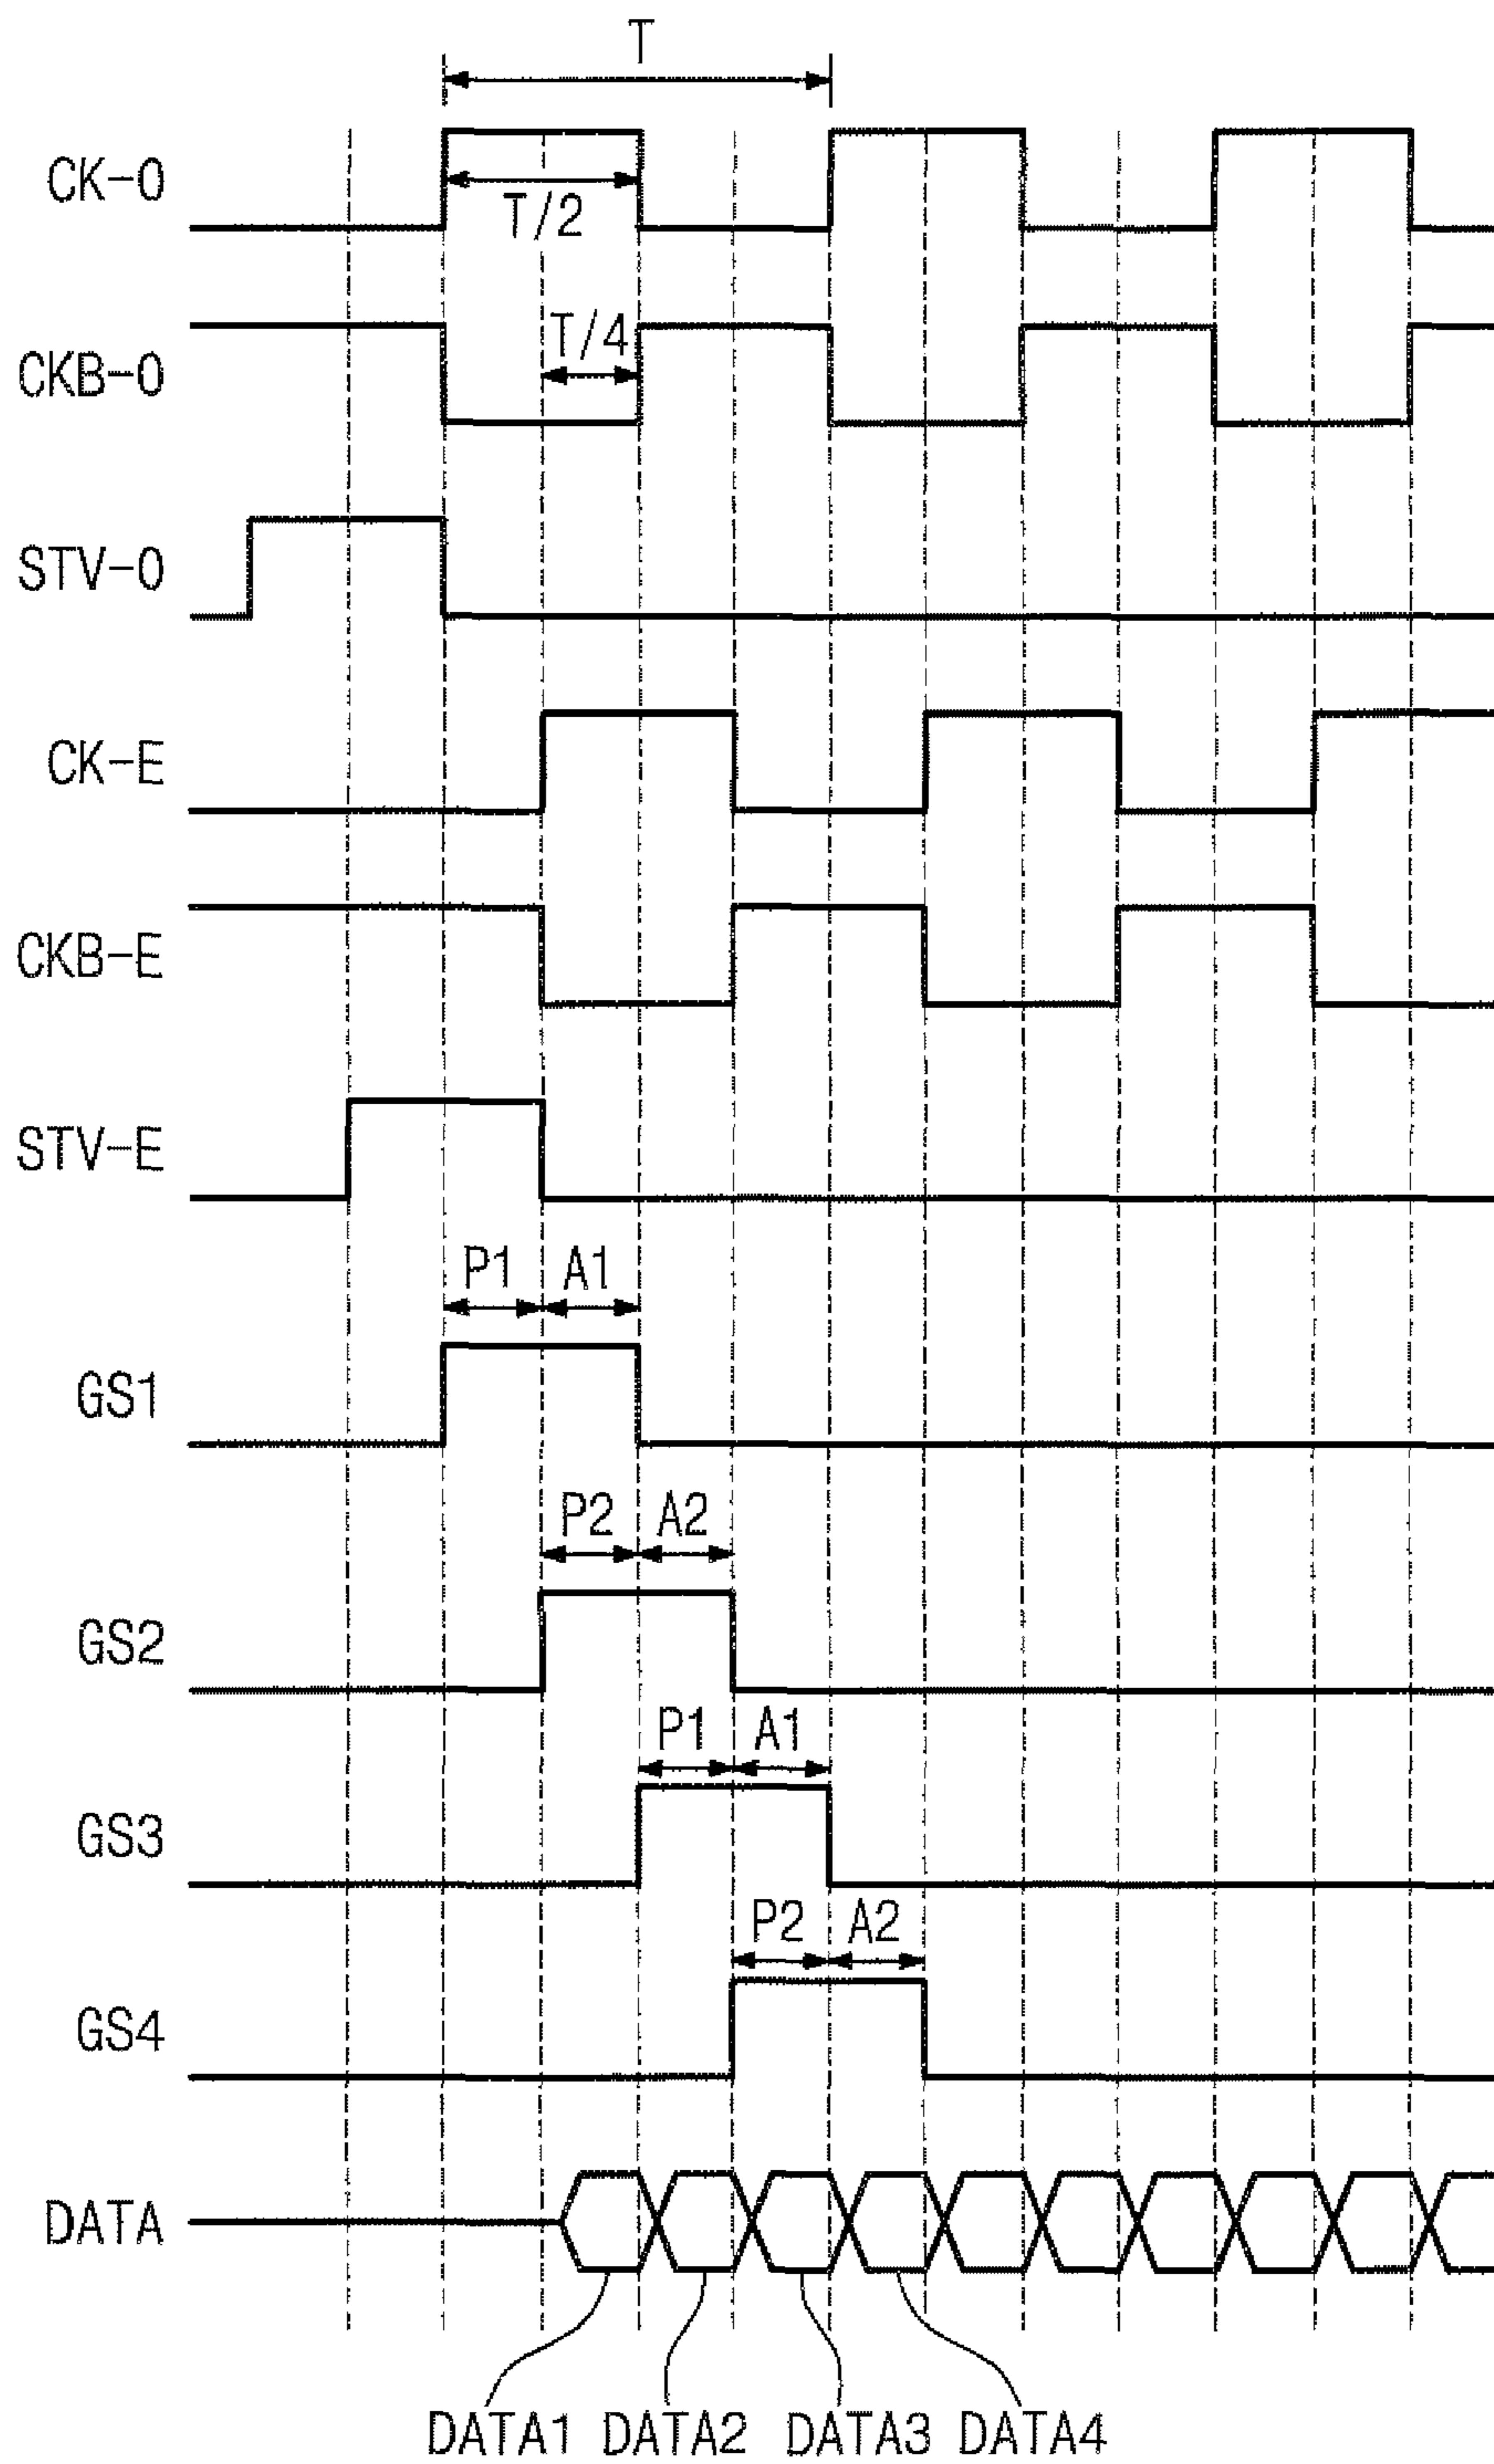 T
CK-O
T/2
T/4
CKB-O
STV-O
CK-E
CKB-E
STV-E
P1 A1
GS1
P2 A2
GS2
P1 A1
GS3
P2 A2
GS4
DATA
DATA1 DATA2 DATA3 DATA4